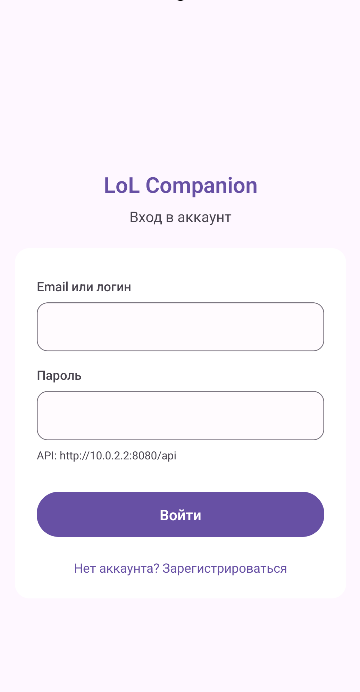 LoL Companion
Вход в аккаунт
Email или логин
Пароль
API: http://10.0.2.2:8080/api
Войти
Нет аккаунта? Зарегистрироваться